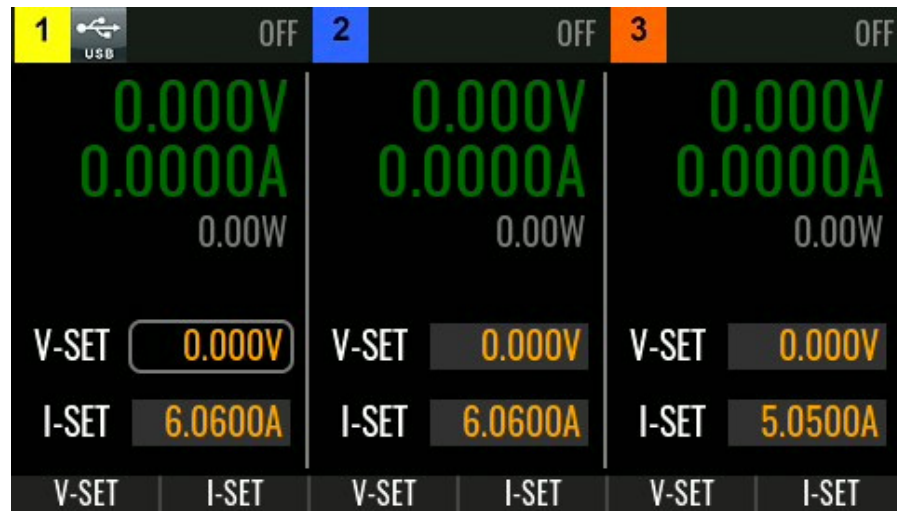 1 USB OFF 2 OFF 3 OFF
0.000V 0.000V 0.000V
0.0000A 0.0000A 0.0000A
0.00W 0.00W 0.00W
V-SET 0.000V V-SET 0.000V V-SET 0.000V
I-SET 6.0600A I-SET 6.0600A I-SET 5.0500A
V-SET I-SET V-SET I-SET V-SET I-SET